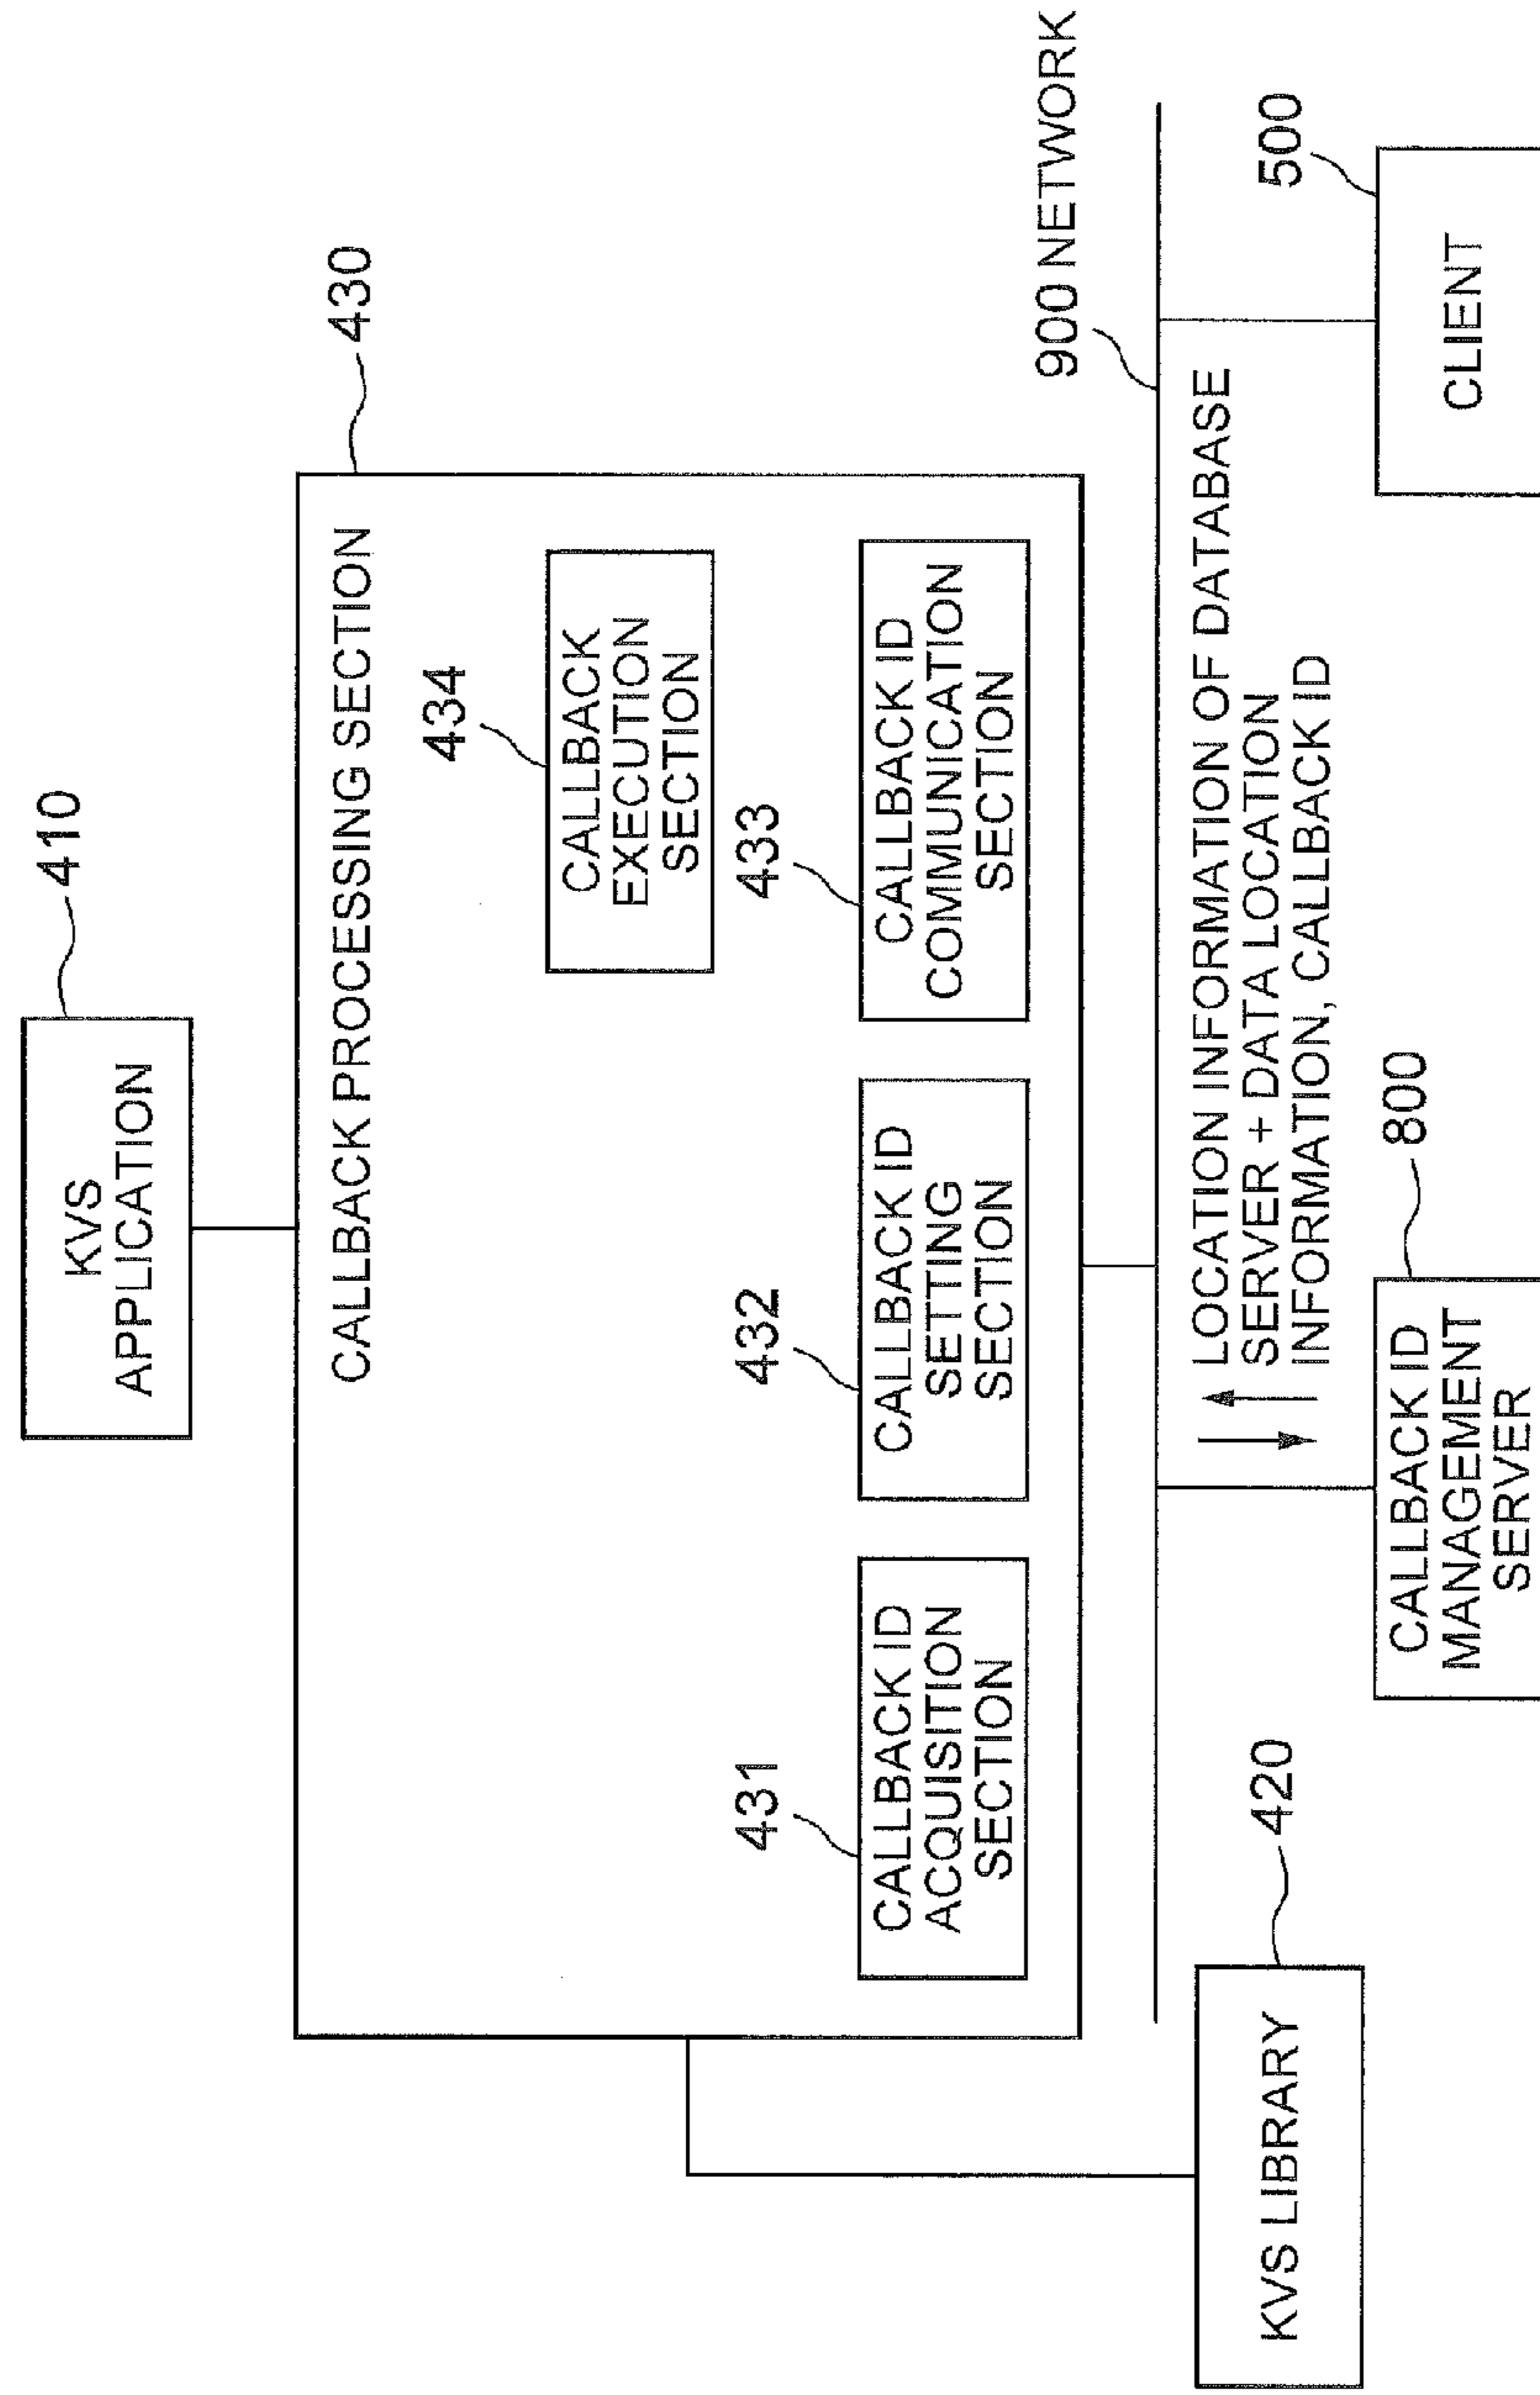 410
KVS
APPLICATION
430
CALLBACK PROCESSING SECTION
434
CALLBACK
EXECUTION
SECTION
431
CALLBACK ID
ACQUISITION
SECTION
432
CALLBACK ID
SETTING
SECTION
433
CALLBACK ID
COMMUNICATION
SECTION
900 NETWORK
420
KVS LIBRARY
LOCATION INFORMATION OF DATABASE
SERVER + DATA LOCATION
INFORMATION, CALLBACK ID
800
CALLBACK ID
MANAGEMENT
SERVER
500
CLIENT